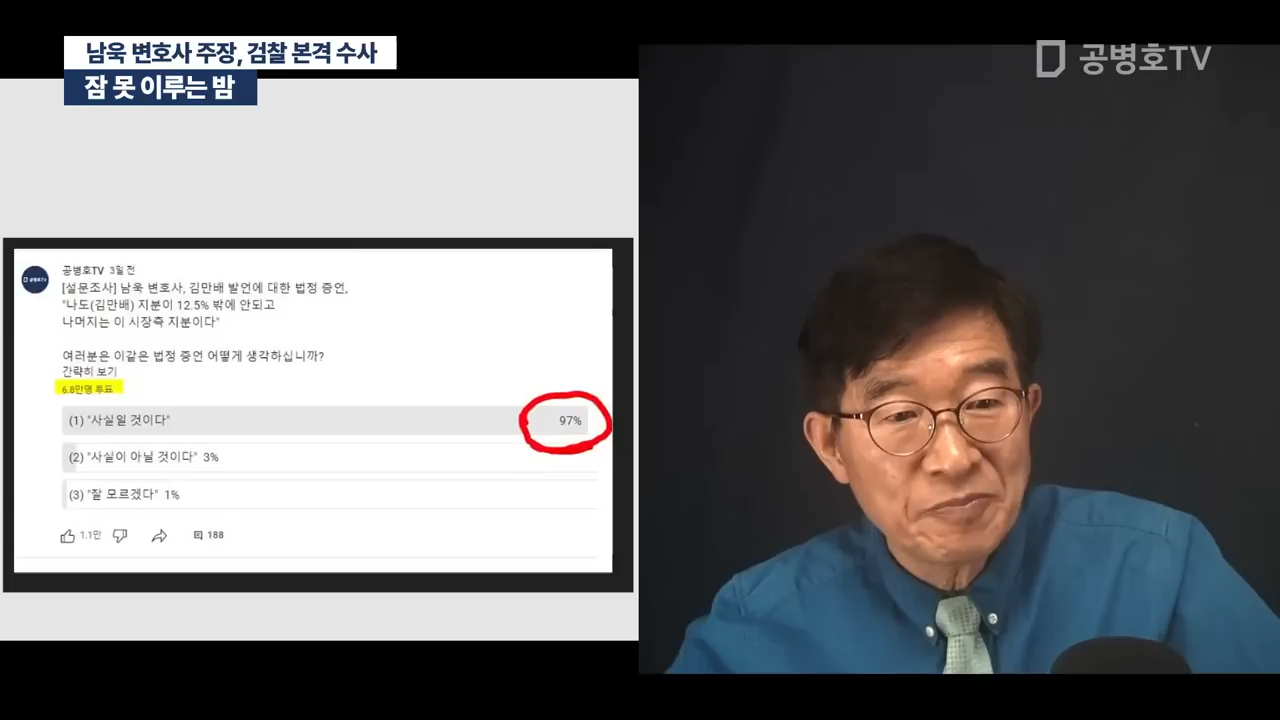 남욱 변호사 주장, 검찰 본격 수사
잠 못 이루는 밤
공병호TV
공병호TV
공병호TV 3일 전
[설문조사] 남욱 변호사, 김만배 발언에 대한 법정 증언,
"나도(김만배) 지분이 12.5% 밖에 안되고
나머지는 이 시장측 지분이다"
여러분은 이같은 법정 증언 어떻게 생각하십니까?
간략히 보기
6.8만명 투표
(1) "사실일 것이다" 97%
(2) "사실이 아닐 것이다" 3%
(3) "잘 모르겠다" 1%
1.1만 188